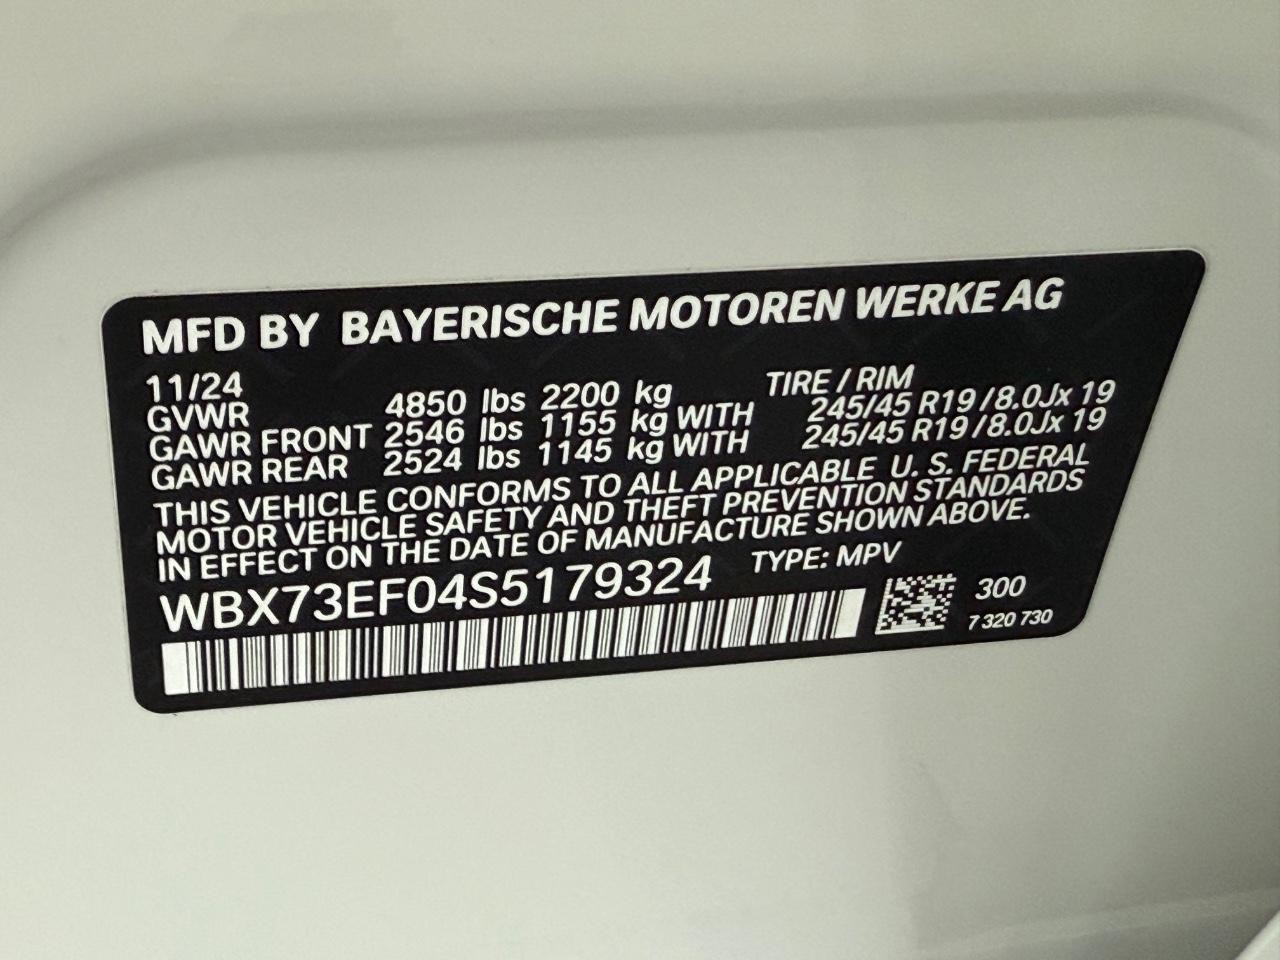 MFD BY BAYERISCHE MOTOREN WERKE AG
11/24
GVWR 4850 lbs 2200 kg TIRE / RIM
GAWR FRONT 2546 lbs 1155 kg WITH 245/45 R19 / 8.0Jx 19
GAWR REAR 2524 lbs 1145 kg WITH 245/45 R19 / 8.0Jx 19
THIS VEHICLE CONFORMS TO ALL APPLICABLE U. S. FEDERAL
MOTOR VEHICLE SAFETY AND THEFT PREVENTION STANDARDS
IN EFFECT ON THE DATE OF MANUFACTURE SHOWN ABOVE.
WBX73EF04S5179324 TYPE: MPV
300
7 320 730